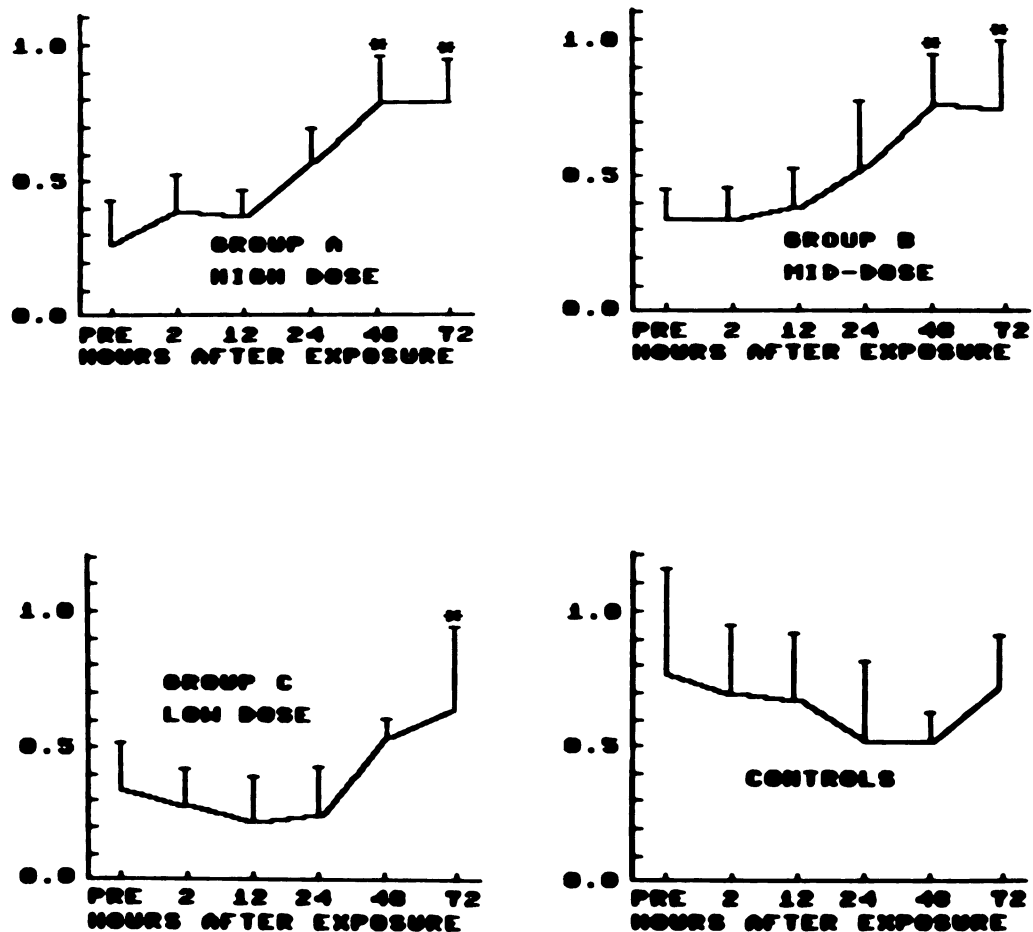 1.0
0.5
0.0
GROUP A
HIGH DOSE
PRE 2 12 24 48 72
HOURS AFTER EXPOSURE
1.0
0.5
0.0
GROUP B
MID-DOSE
PRE 2 12 24 48 72
HOURS AFTER EXPOSURE
1.0
0.5
0.0
GROUP C
LOW DOSE
PRE 2 12 24 48 72
HOURS AFTER EXPOSURE
1.0
0.5
0.0
CONTROLS
PRE 2 12 24 48 72
HOURS AFTER EXPOSURE